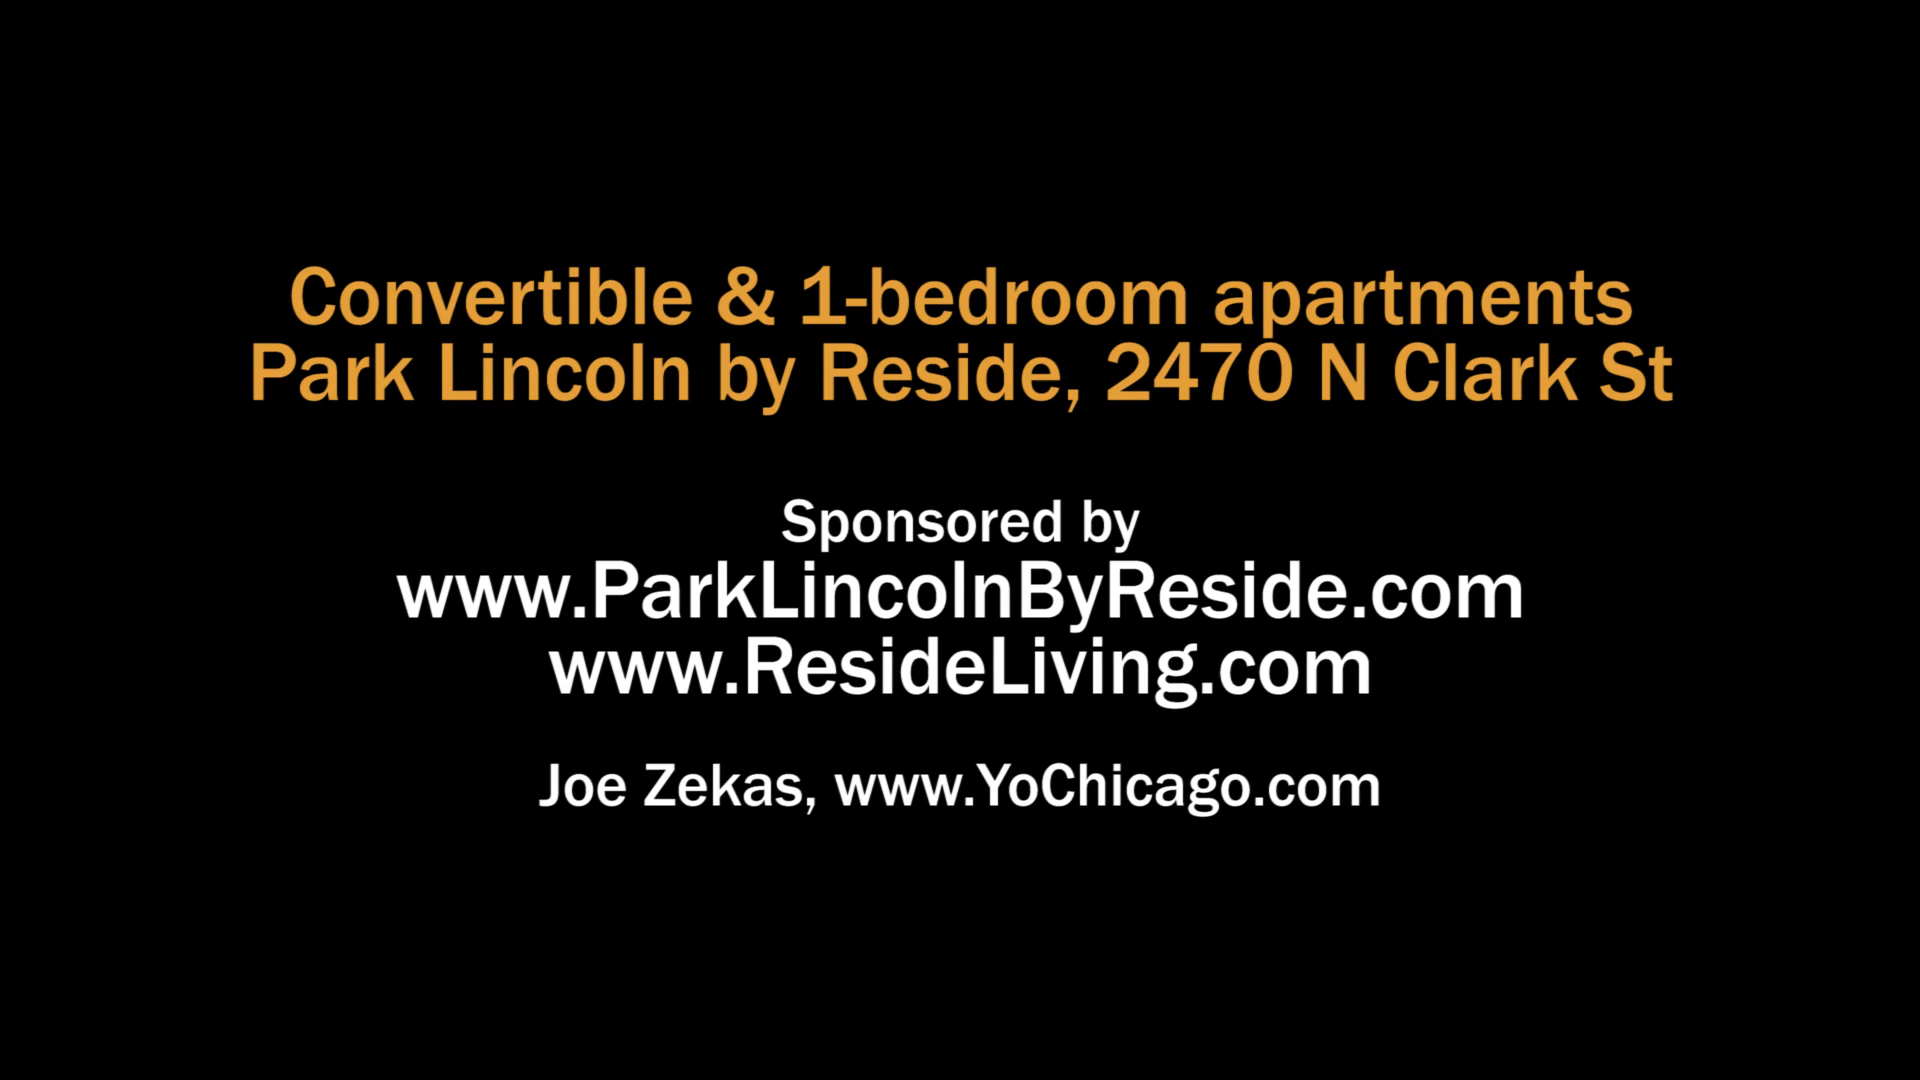 Convertible & 1-bedroom apartments
Park Lincoln by Reside, 2470 N Clark St
Sponsored by
www.ParkLincolnByReside.com
www.ResideLiving.com
Joe Zekas, www.YoChicago.com